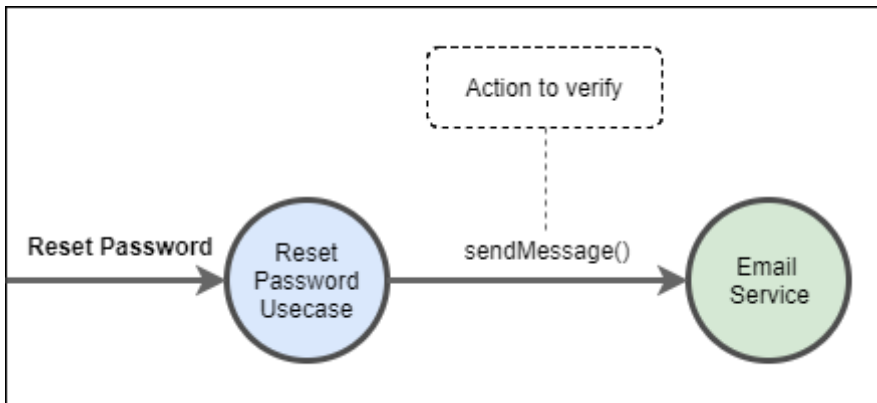 Action to verify
Reset Password
Reset
Password
Usecase
sendMessage()
Email
Service